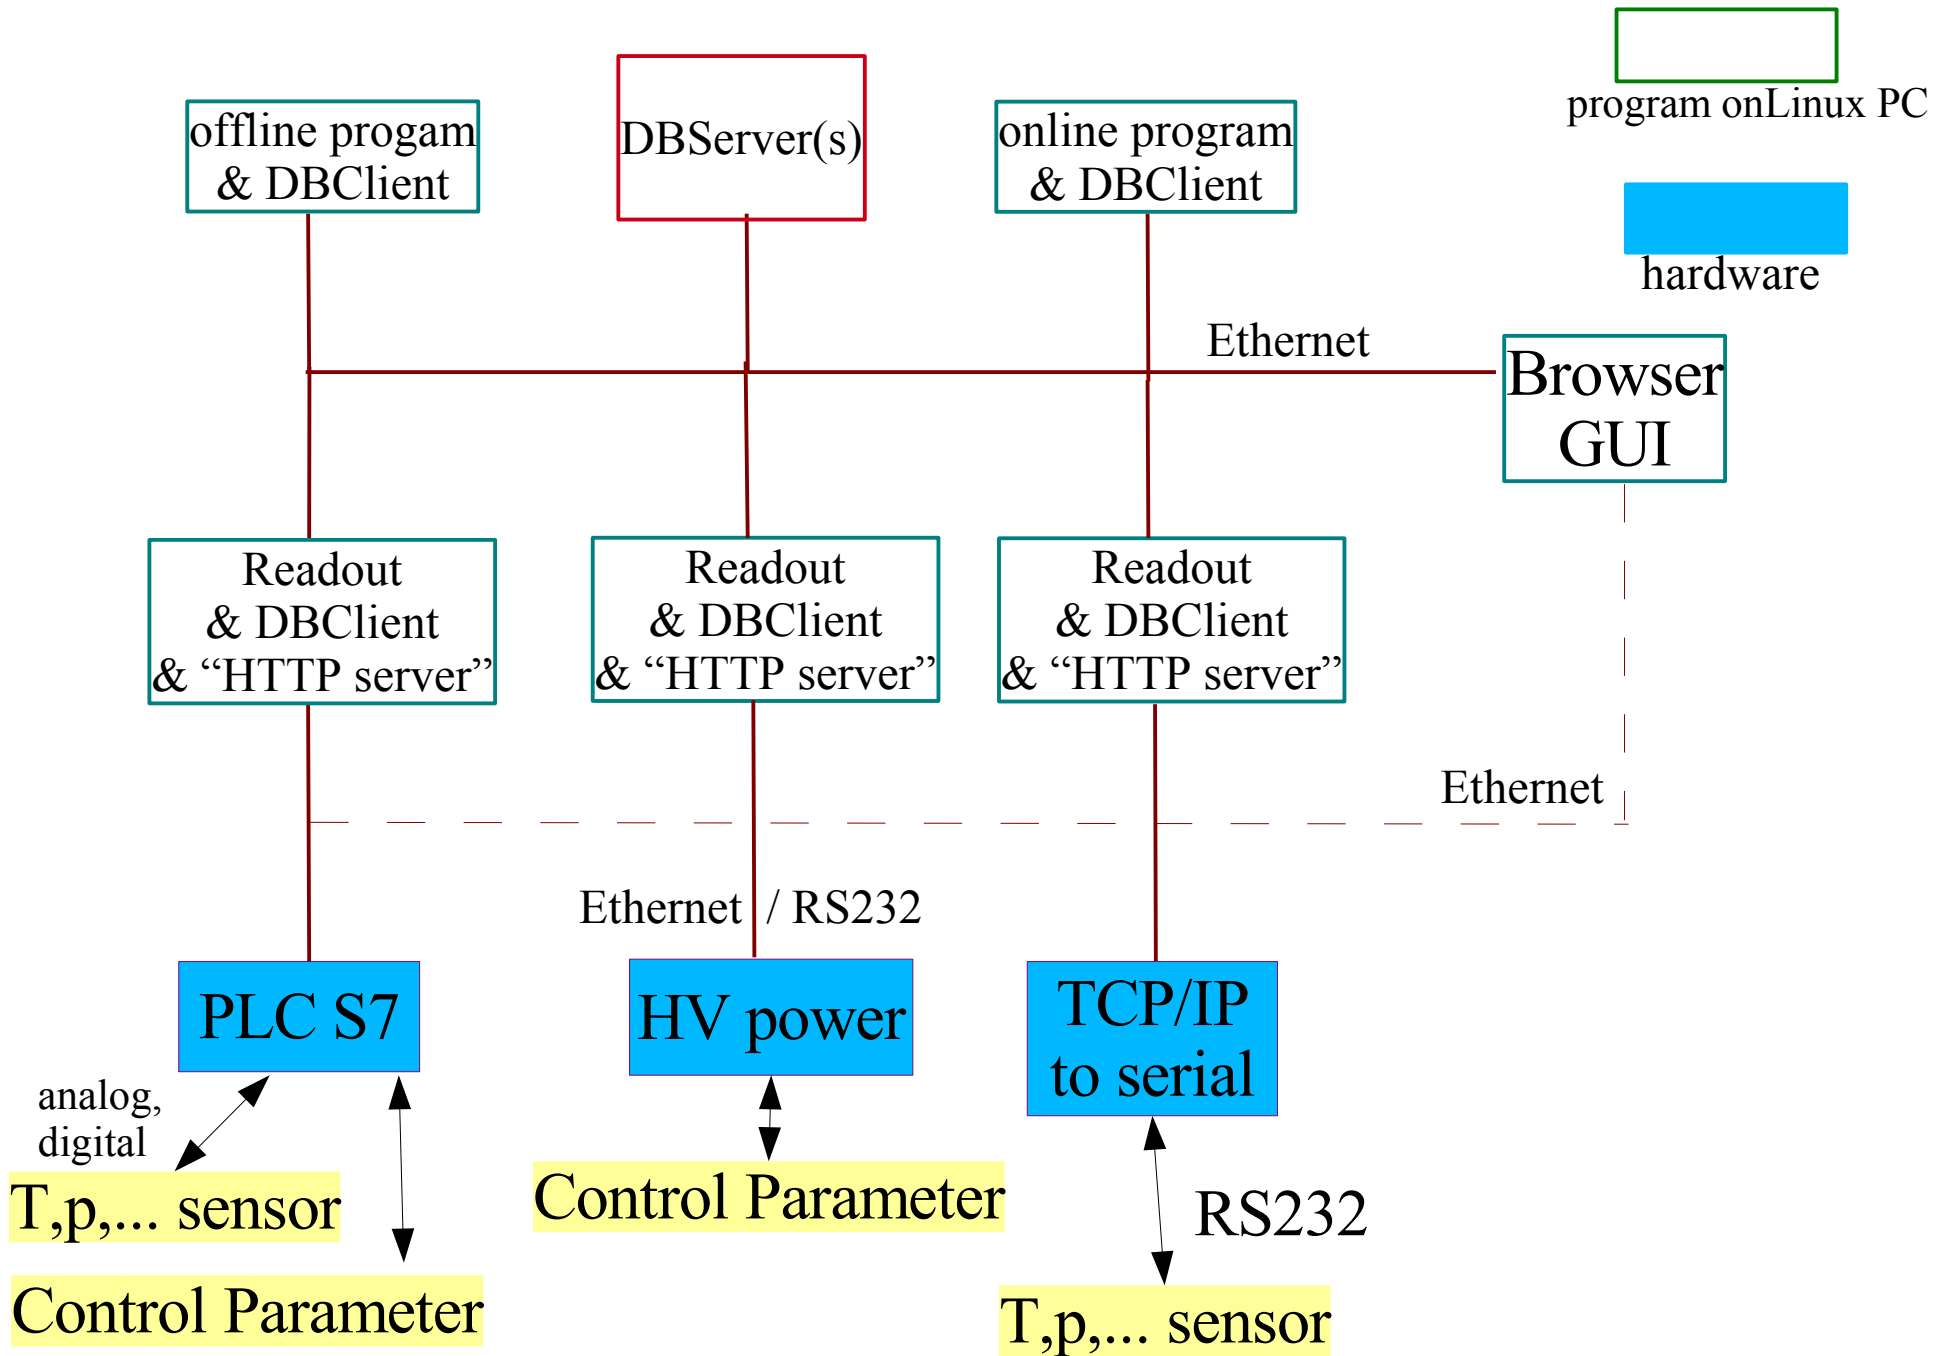 program onLinux PC
offline progam
& DBClient
DBServer(s)
online program
& DBClient
hardware
Ethernet
Browser
GUI
Readout
& DBClient
& “HTTP server”
Readout
& DBClient
& “HTTP server”
Readout
& DBClient
& “HTTP server”
Ethernet
Ethernet / RS232
PLC S7
HV power
TCP/IP
to serial
analog,
digital
T,p,... sensor
Control Parameter
Control Parameter
RS232
T,p,... sensor